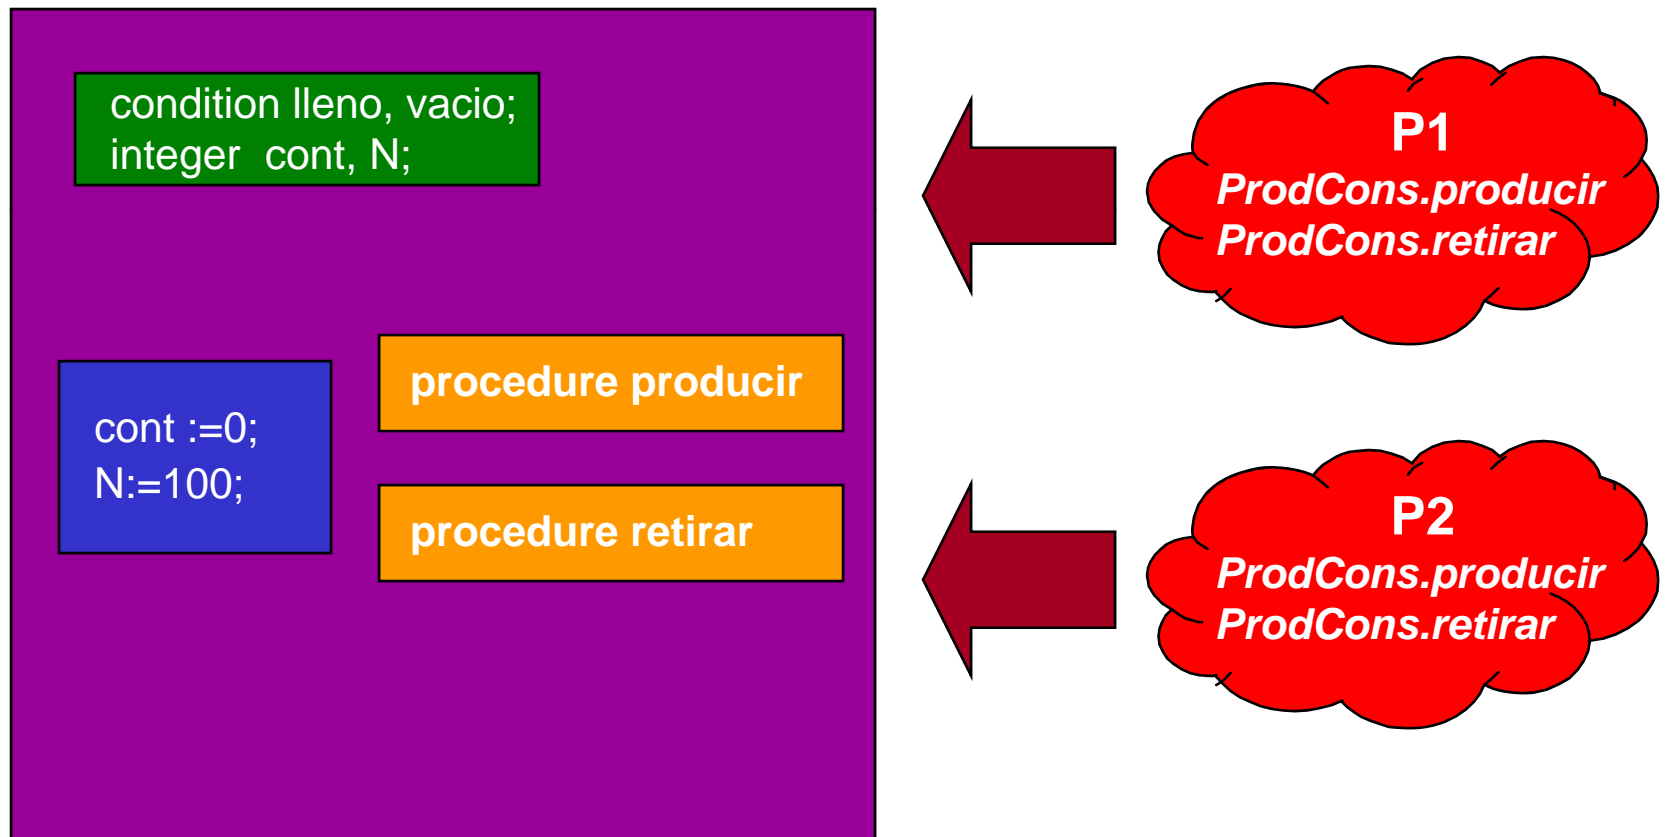 condition lleno, vacio;
integer cont, N;
cont :=0;
N:=100;
procedure producir
procedure retirar
P1
ProdCons.producir
ProdCons.retirar
P2
ProdCons.producir
ProdCons.retirar